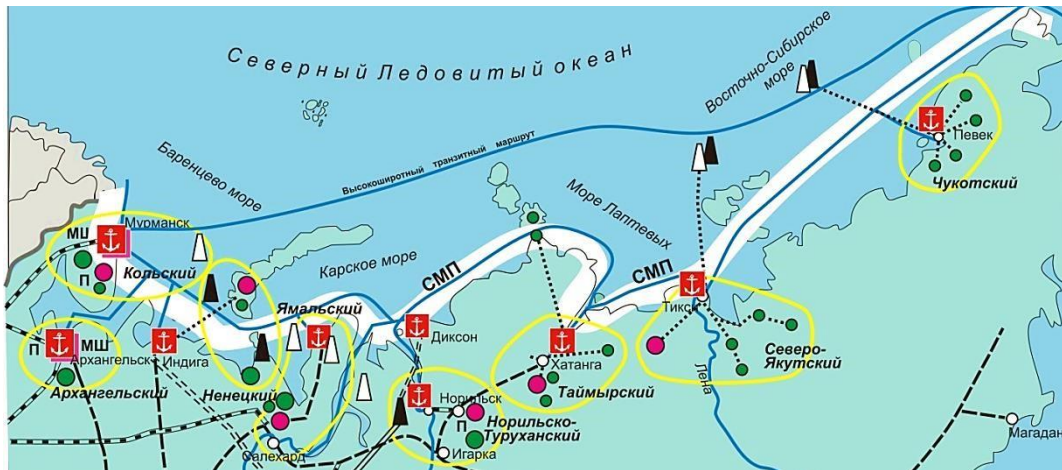 Северный Ледовитый океан
Восточно-Сибирское
море
Певек
Чукотский
Высокоширотный транзитный маршрут
Баренцево море
Море Лаптевых
Мурманск
МШ
П
Кольский
Карское море
СМП
СМП
Ямальский
Тикси
Диксон
П
МШ
Архангельск
Индига
Хатанга
Северо-
Якутский
Лена
Архангельский
Ненецкий
Таймырский
Норильск
П
Норильско-
Туруханский
Салехард
Игарка
Магадан